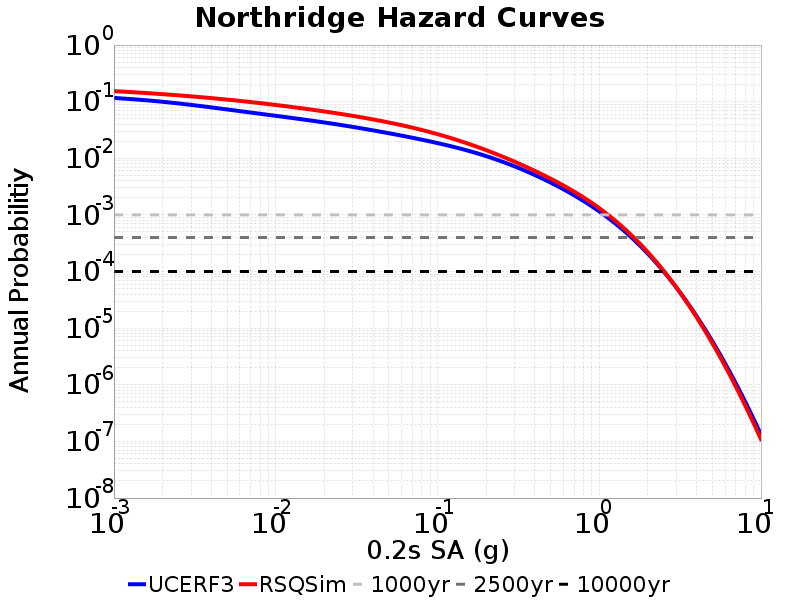 Northridge Hazard Curves
Annual Probabilitiy
10^0
10^-1
10^-2
10^-3
10^-4
10^-5
10^-6
10^-7
10^-8
10^-3 10^-2 10^-1 10^0 10^1
0.2s SA (g)
UCERF3 RSQSim 1000yr 2500yr 10000yr